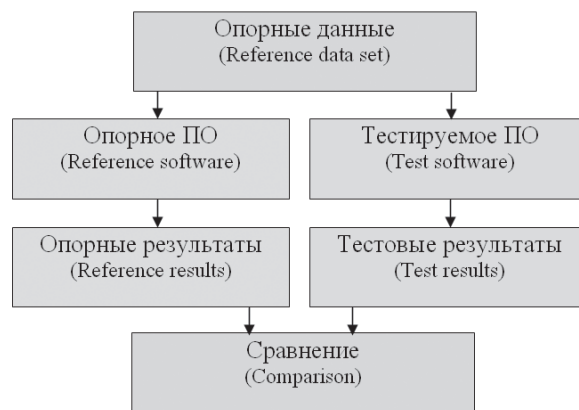 Опорные данные
(Reference data set)
Опорное ПО
(Reference software)
Тестируемое ПО
(Test software)
Опорные результаты
(Reference results)
Тестовые результаты
(Test results)
Сравнение
(Comparison)